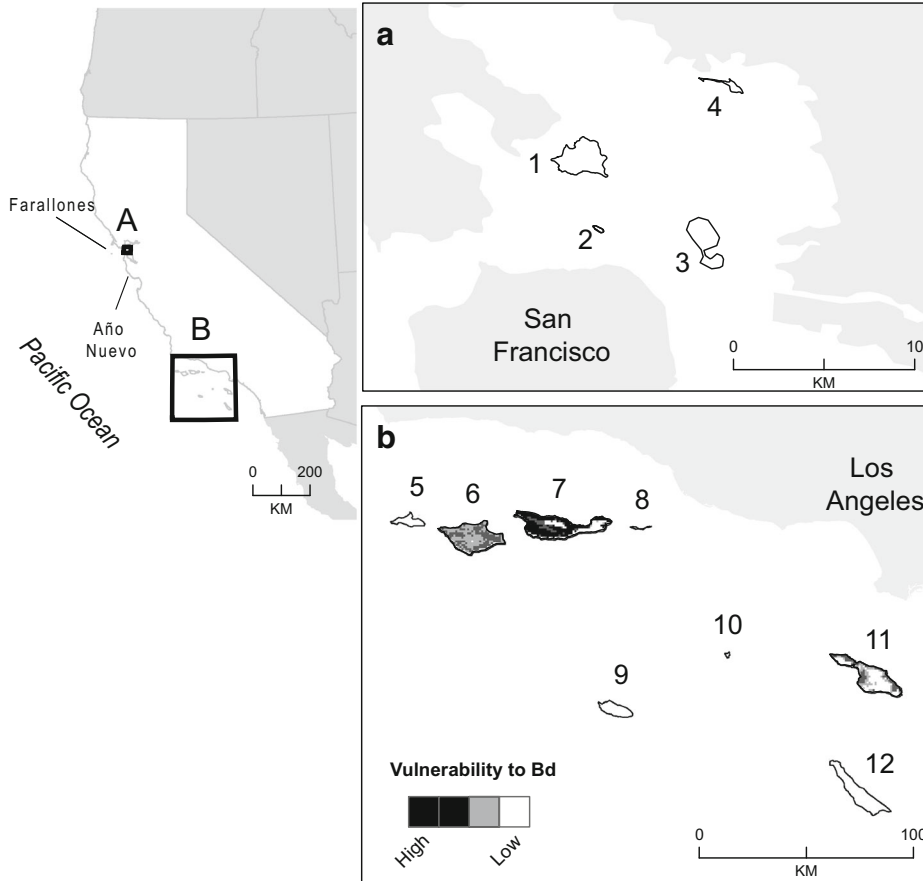 Farallones
A
Año
Nuevo
B
Pacific Ocean
0 200
KM
a
1
2
3
4
San
Francisco
0 10
KM
b
Los
Angeles
5
6
7
8
9
10
11
12
Vulnerability to Bd
High Low
0 100
KM